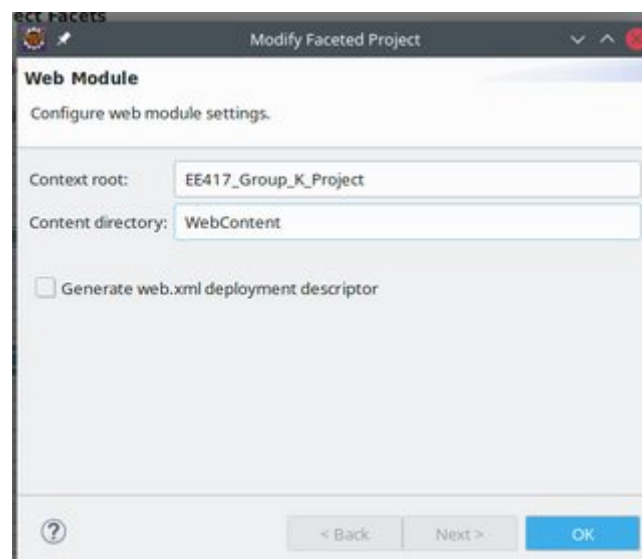 ect Facets
Modify Faceted Project
Web Module
Configure web module settings.
Context root: EE417_Group_K_Project
Content directory: WebContent
Generate web.xml deployment descriptor
? < Back Next > OK